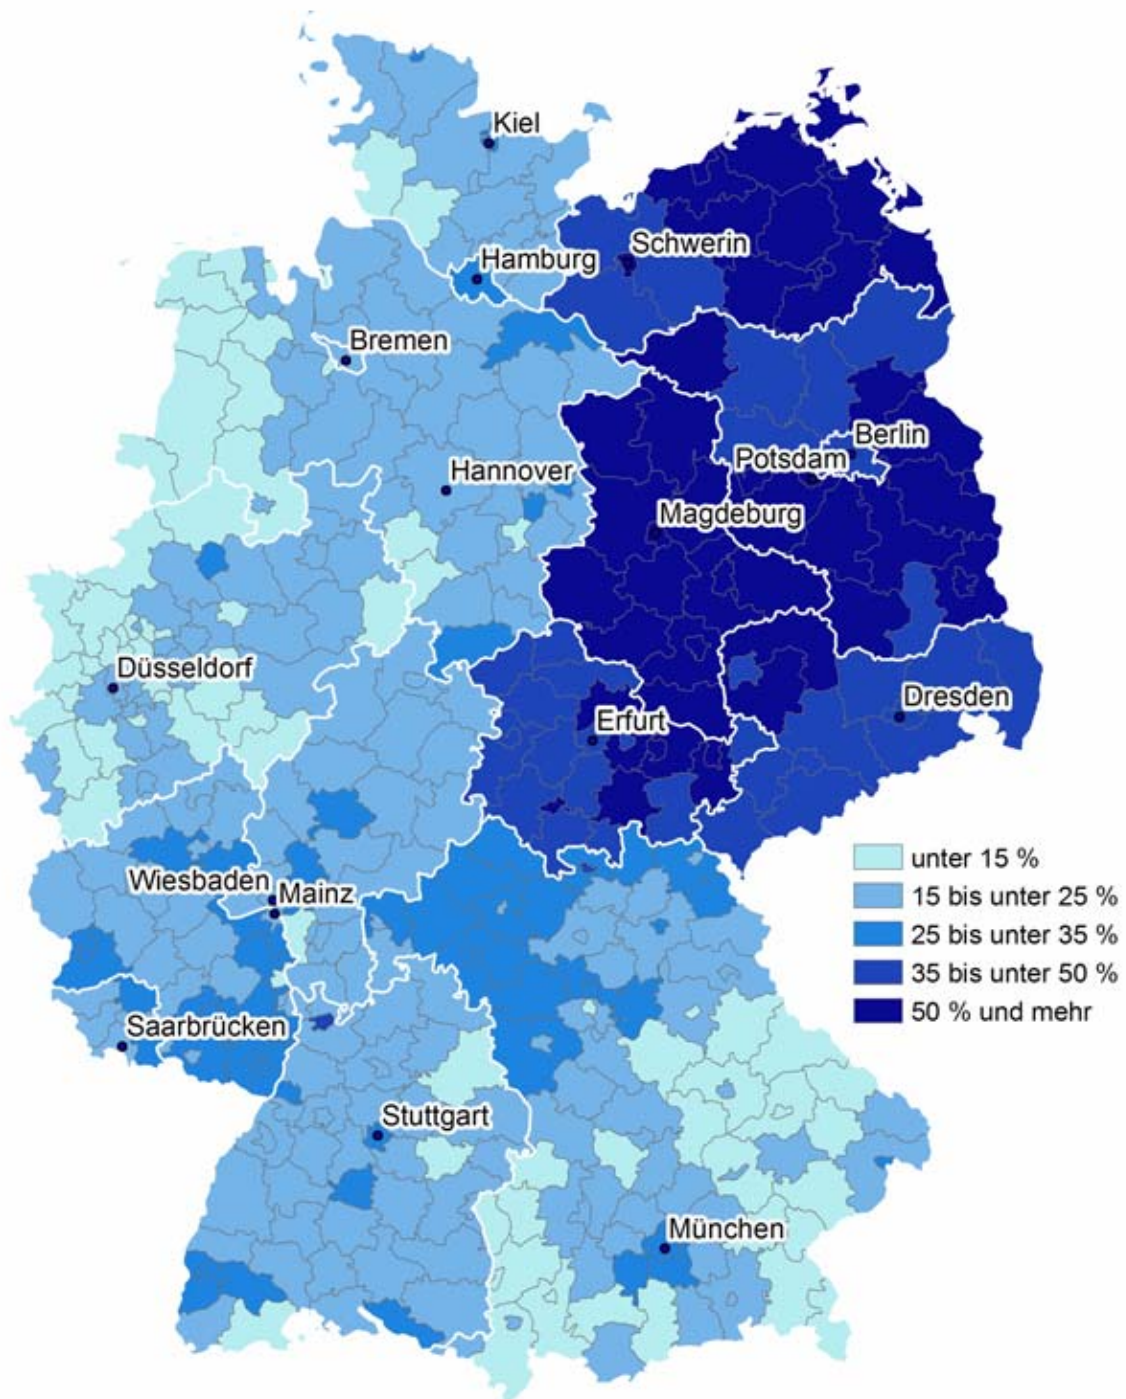 Kiel
Schwerin
Hamburg
Bremen
Berlin
Hannover
Potsdam
Magdeburg
Düsseldorf
Dresden
Erfurt
unter 15 %
Wiesbaden
Mainz
15 bis unter 25 %
25 bis unter 35 %
35 bis unter 50 %
50 % und mehr
Saarbrücken
Stuttgart
München